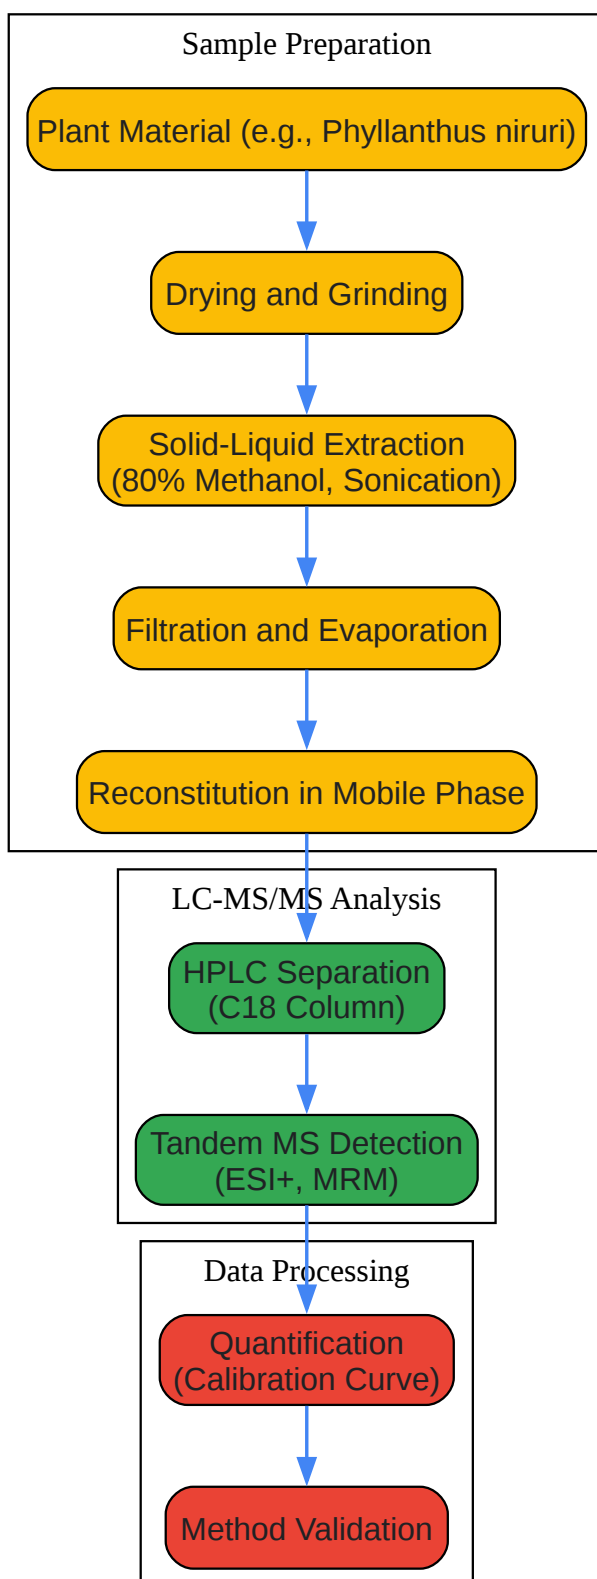 Sample Preparation
Plant Material (e.g., Phyllanthus niruri)
Drying and Grinding
Solid-Liquid Extraction
(80% Methanol, Sonication)
Filtration and Evaporation
Reconstitution in Mobile Phase
LC-MS/MS Analysis
HPLC Separation
(C18 Column)
Tandem MS Detection
(ESI+, MRM)
Data Processing
Quantification
(Calibration Curve)
Method Validation